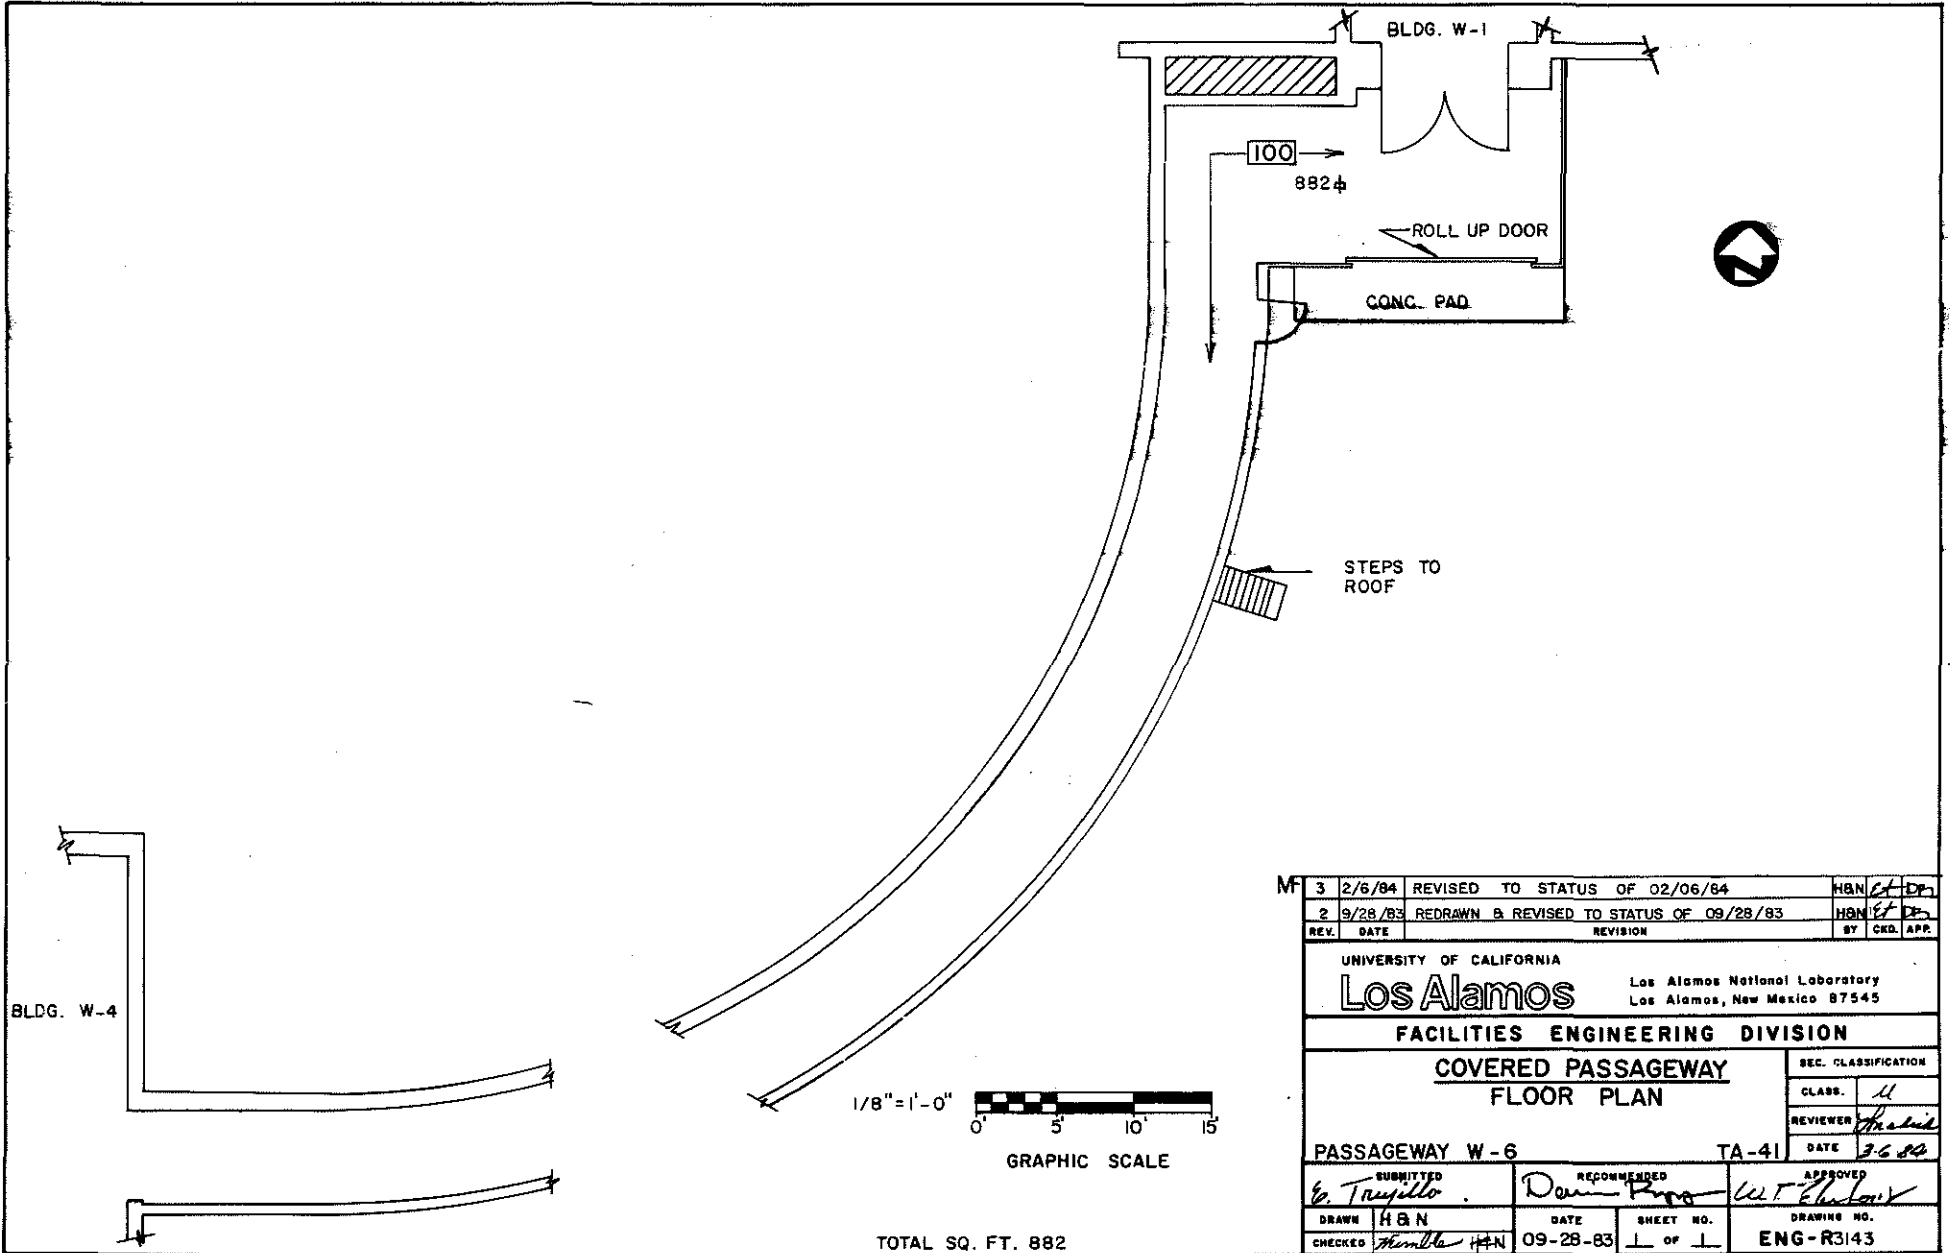 BLDG. W-1
100
882
ROLL UP DOOR
CONC. PAD
STEPS TO
ROOF
BLDG. W-4
1/8"=1'-0"
0' 5' 10' 15'
GRAPHIC SCALE
TOTAL SQ. FT. 882
MF
3 2/6/84 REVISED TO STATUS OF 02/06/84 H&N
2 9/28/83 REDRAWN & REVISED TO STATUS OF 09/28/83 H&N
REV. DATE REVISION BY CKD. APP.
UNIVERSITY OF CALIFORNIA
Los Alamos
Los Alamos National Laboratory
Los Alamos, New Mexico 87545
FACILITIES ENGINEERING DIVISION
COVERED PASSAGEWAY
FLOOR PLAN
PASSAGEWAY W-6 TA-41
SEC. CLASSIFICATION
CLASS. U
REVIEWER
DATE 3-6-84
SUBMITTED RECOMMENDED APPROVED
E. Trujillo
DRAWN H&N DATE SHEET NO. DRAWING NO.
CHECKED H&N 09-28-83 1 OF 1 ENG-R3143